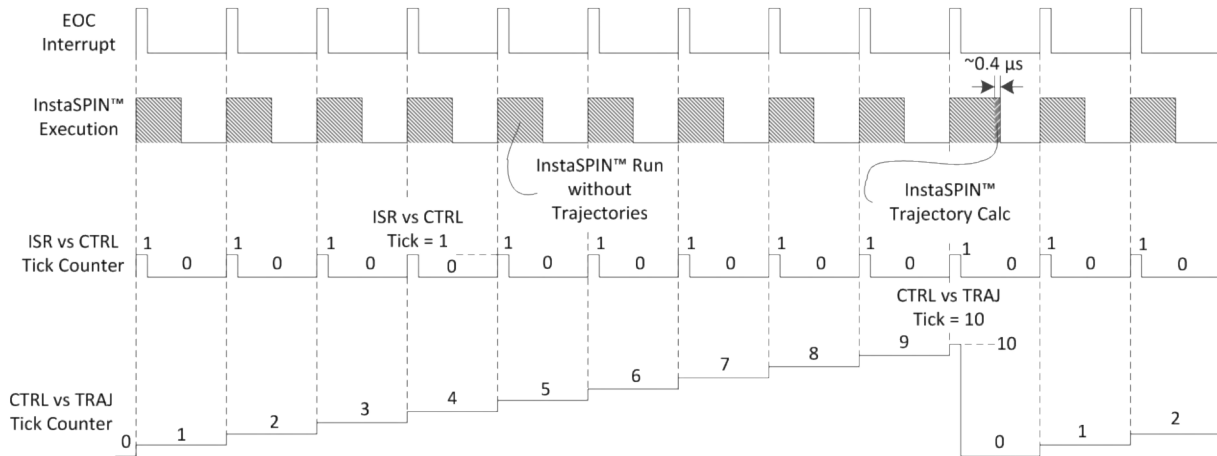 EOC
Interrupt
~0.4 µs
InstaSPIN™
Execution
InstaSPIN™ Run
without
Trajectories
InstaSPIN™
Trajectory Calc
ISR vs CTRL
Tick = 1
ISR vs CTRL
Tick Counter
1 1 1 1 1 1 1 1 1 1 1
0 0 0 0 0 0 0 0 0 0 0 0
CTRL vs TRAJ
Tick = 10
CTRL vs TRAJ
Tick Counter
0 1 2 3 4 5 6 7 8 9 10 0 1 2